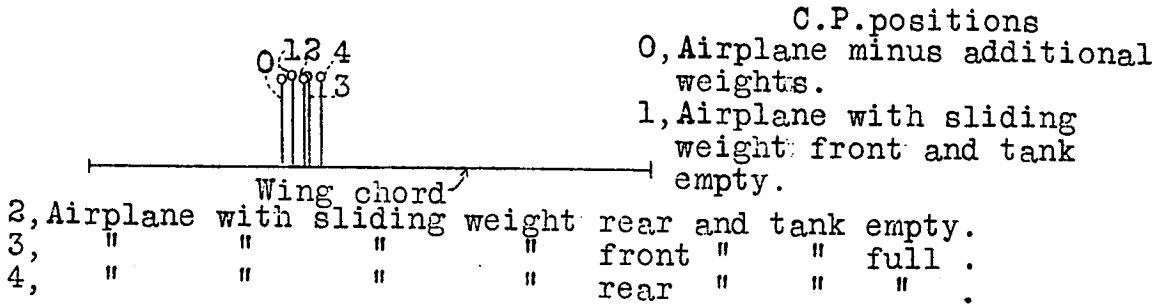 C.P.positions
0,Airplane minus additional
weights.
1,Airplane with sliding
weight front and tank
empty.
0 1 2 4
3
Wing chord
2,Airplane with sliding weight rear and tank empty.
3, " " " " front " " full .
4, " " " " rear " " " .